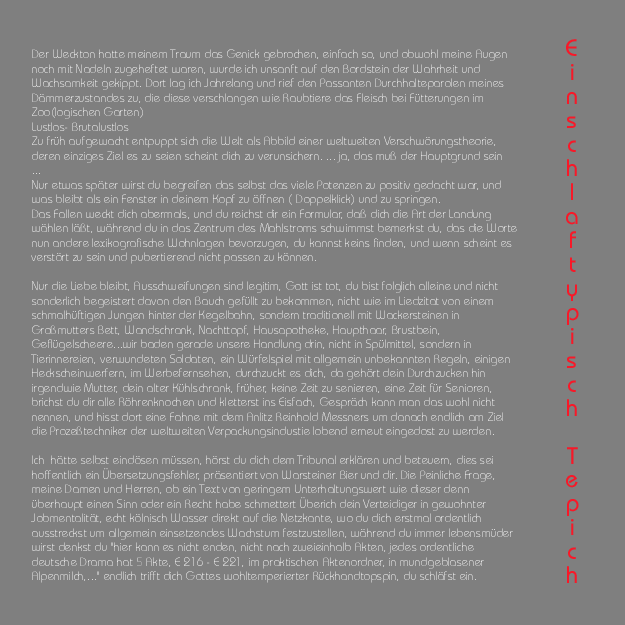 Der Weckton hatte meinem Traum das Genick gebrochen, einfach so, und obwohl meine Augen
noch mit Nadeln zugeheftet waren, wurde ich unsanft auf den Bordstein der Wahrheit und
Wachsamkeit gekippt. Dort lag ich Jahrelang und rief den Passanten Durchhalteparolen meines
Dämmerzustandes zu, die diese verschlangen wie Raubtiere das Fleisch bei Fütterungen im
Zoo(logischen Garten)
Lustlos- Brutalustlos
Zu früh aufgewacht entpuppt sich die Welt als Abbild einer weltweiten Verschwörungstheorie,
deren einziges Ziel es zu seien scheint dich zu verunsichern. ... ja, das muß der Hauptgrund sein
...
Nur etwas später wirst du begreifen das selbst das viele Potenzen zu positiv gedacht war, und
was bleibt als ein Fenster in deinem Kopf zu öffnen ( Doppelklick) und zu springen.
Das Fallen weckt dich abermals, und du reichst dir ein Formular, daß dich die Art der Landung
wählen läßt, während du in das Zentrum des Mahlstroms schwimmst bemerkst du, das die Worte
nun andere lexikografische Wohnlagen bevorzugen, du kannst keins finden, und wenn scheint es
verstört zu sein und pubertierend nicht passen zu können.
Nur die Liebe bleibt, Ausschweifungen sind legitim, Gott ist tot, du bist folglich alleine und nicht
sonderlich begeistert davon den Bauch gefüllt zu bekommen, nicht wie im Liedzitat von einem
schmalhüftigen Jungen hinter der Kegelbahn, sondern traditionell mit Wackersteinen in
Großmutters Bett, Wandschrank, Nachttopf, Hausapotheke, Haupthaar, Brustbein,
Geflügelscheere...wir baden gerade unsere Handlung drin, nicht in Spülmittel, sondern in
Tierinnereien, verwundeten Soldaten, ein Würfelspiel mit allgemein unbekannten Regeln, einigen
Heckscheinwerfern, im Werbefernsehen, durchzuckt es dich, da gehört dein Durchzucken hin
irgendwie Mutter, dein alter Kühlschrank, früher, keine Zeit zu senieren, eine Zeit für Senioren,
brichst du dir alle Röhrenknochen und kletterst ins Eisfach, Gespräch kann man das wohl nicht
nennen, und hisst dort eine Fahne mit dem Anlitz Reinhold Messners um danach endlich am Ziel
die Prozeßtechniker der weltweiten Verpackungsindustie lobend erneut eingedost zu werden.
Ich hätte selbst eindösen müssen, hörst du dich dem Tribunal erklären und beteuern, dies sei
hoffentlich ein Übersetzungsfehler, präsentiert von Warsteiner Bier und dir. Die Peinliche Frage,
meine Damen und Herren, ob ein Text von geringem Unterhaltungswert wie dieser denn
überhaupt einen Sinn oder ein Recht habe schmettert Überich dein Verteidiger in gewohnter
Jobmentalität, echt kölnisch Wasser direkt auf die Netzkante, wo du dich erstmal ordentlich
ausstreckst um allgemein einsetzendes Wachstum festzustellen, während du immer lebensmüder
wirst denkst du "hier kann es nicht enden, nicht nach zweieinhalb Akten, jedes ordentliche
deutsche Drama hat 5 Akte, E 216 - E 221, im praktischen Aktenordner, in mundgeblasener
Alpenmilch,..." endlich trifft dich Gottes wohltemperierter Rückhandtopspin, du schläfst ein.
Einschlaftypisch Tepich